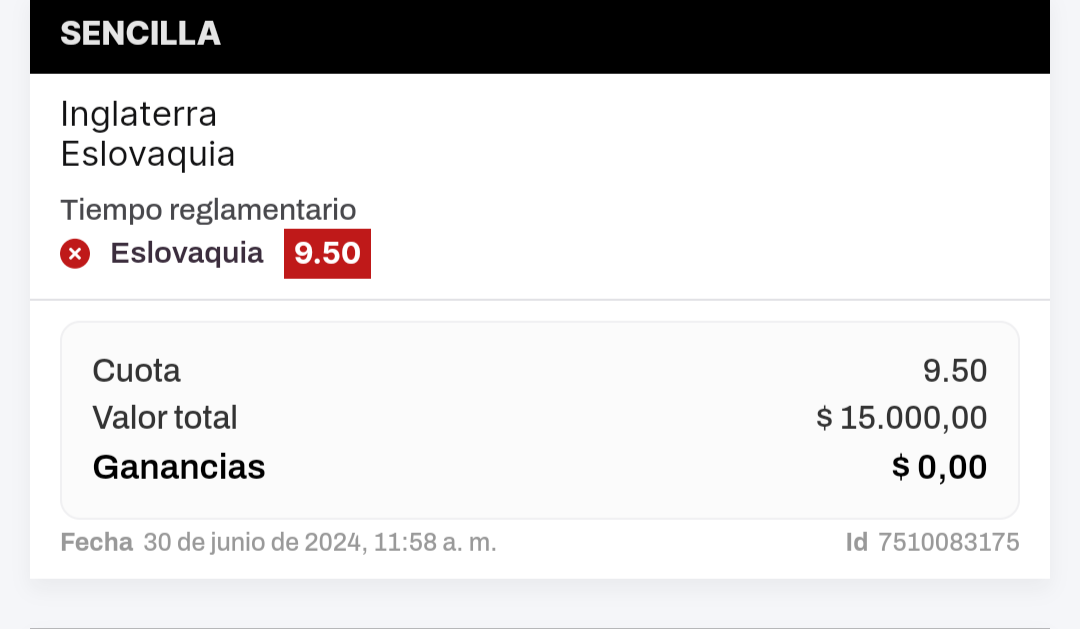 SENCILLA
Inglaterra
Eslovaquia
Tiempo reglamentario
Eslovaquia 9.50
Cuota 9.50
Valor total $ 15.000,00
Ganancias $ 0,00
Fecha 30 de junio de 2024, 11:58 a. m. Id 7510083175